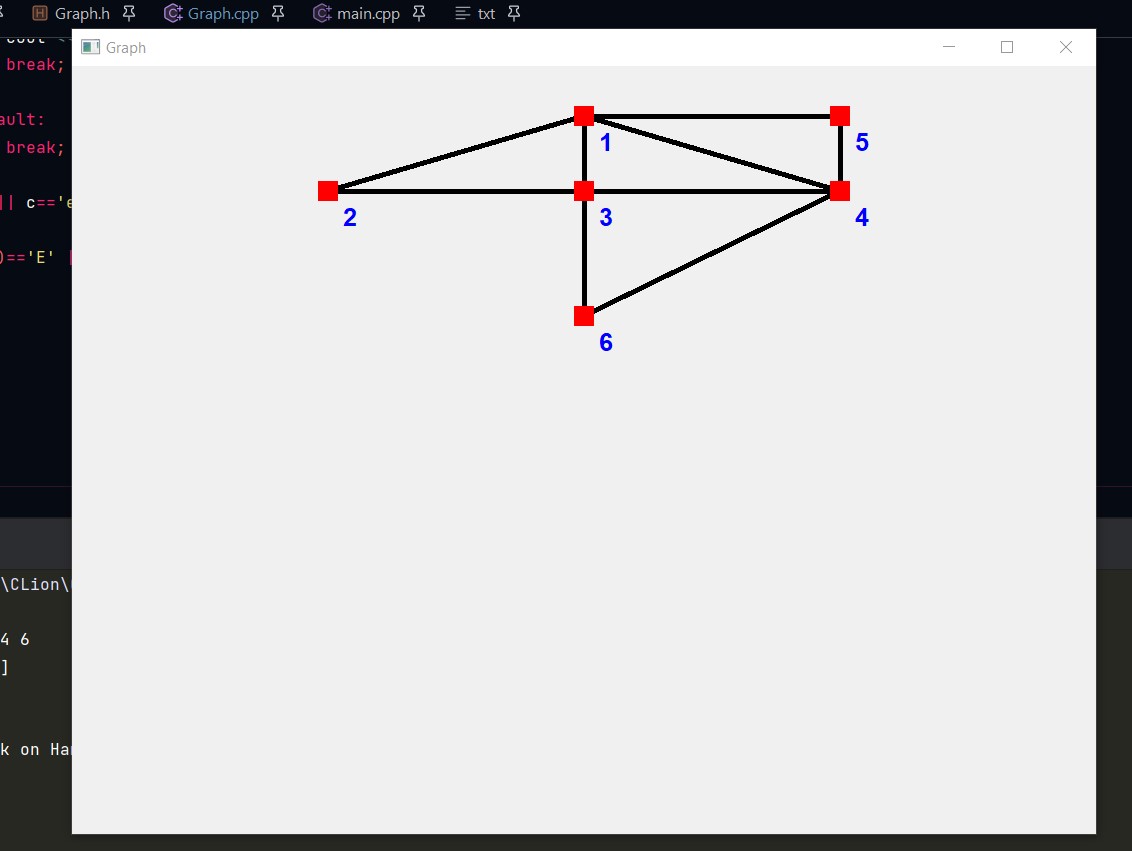 Graph.h Graph.cpp main.cpp txt
Graph
break;
ault:
break;
|| c=='e
)=='E'
1
5
2
3
4
6
\CLion\
4 6
]
k on Ha